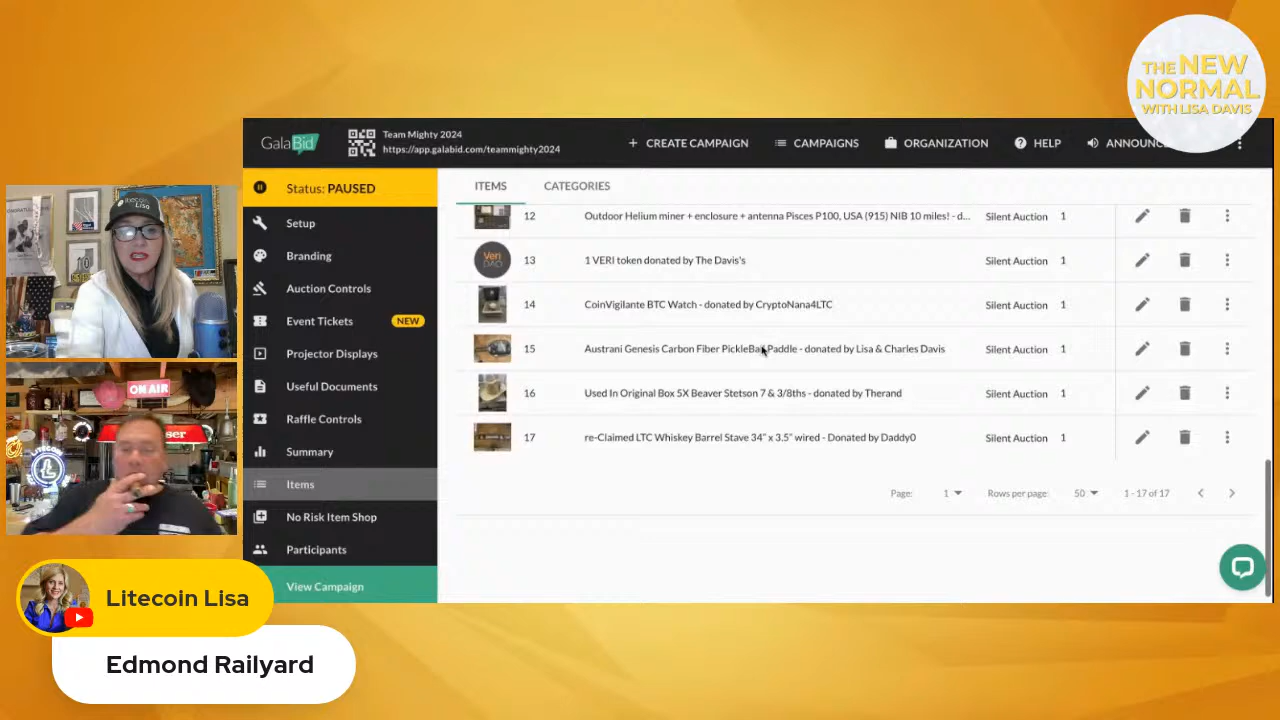 THE NEW
NORMAL
WITH LISA DAVIS
GalaBid
Team Mighty 2024
https://app.galabid.com/teammighty2024
+ CREATE CAMPAIGN
CAMPAIGNS
ORGANIZATION
HELP
Status: PAUSED
Setup
Branding
Auction Controls
Event Tickets NEW
Projector Displays
Useful Documents
Raffle Controls
Summary
Items
No Risk Item Shop
Participants
View Campaign
ITEMS CATEGORIES
12 Outdoor Helium miner + enclosure + antenna Pisces P100, USA (915) NIB 10 miles! - d... Silent Auction 1
13 1 VERI token donated by The Davis's Silent Auction 1
14 CoinVigilante BTC Watch - donated by CryptoNana4LTC Silent Auction 1
15 Austrani Genesis Carbon Fiber PickleBall Paddle - donated by Lisa & Charles Davis Silent Auction 1
16 Used In Original Box 5X Beaver Stetson 7 & 3/8ths - donated by Therand Silent Auction 1
17 re-Claimed LTC Whiskey Barrel Stave 34" x 3.5" wired - Donated by Daddy0 Silent Auction 1
Page: 1 Rows per page: 50 1 - 17 of 17
Veri
DAO
Litecoin
Lisa
ON AIR
LITECOIN
Litecoin Lisa
Edmond Railyard